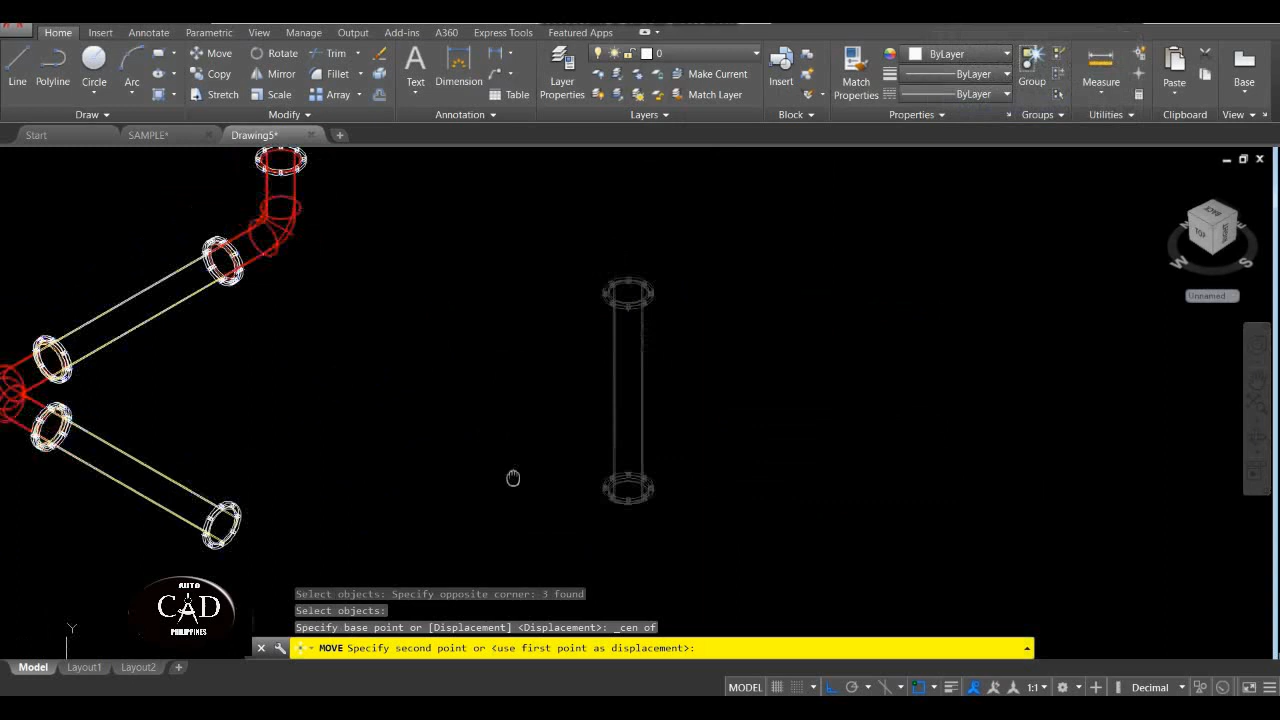 Home Insert Annotate Parametric View Manage Output Add-ins A360 Express Tools Featured Apps
Line Polyline Circle Arc
Move Rotate Trim
Copy Mirror Fillet
Stretch Scale Array
Text Dimension
Table
Layer Properties
0
Make Current
Match Layer
Insert
Match Properties
ByLayer
ByLayer
ByLayer
Group
Measure
Paste
Base
Draw Modify Annotation Layers Block Properties Groups Utilities Clipboard View
Start SAMPLE* Drawing5*
BACK
TOP
W S
Unnamed
Select objects: Specify opposite corner: 3 found
Select objects:
Specify base point or [Displacement] <Displacement>: _cen of
MOVE Specify second point or <use first point as displacement>:
AUTO
CAD
PHILIPPINES
Y
Model Layout1 Layout2
MODEL 1:1 Decimal